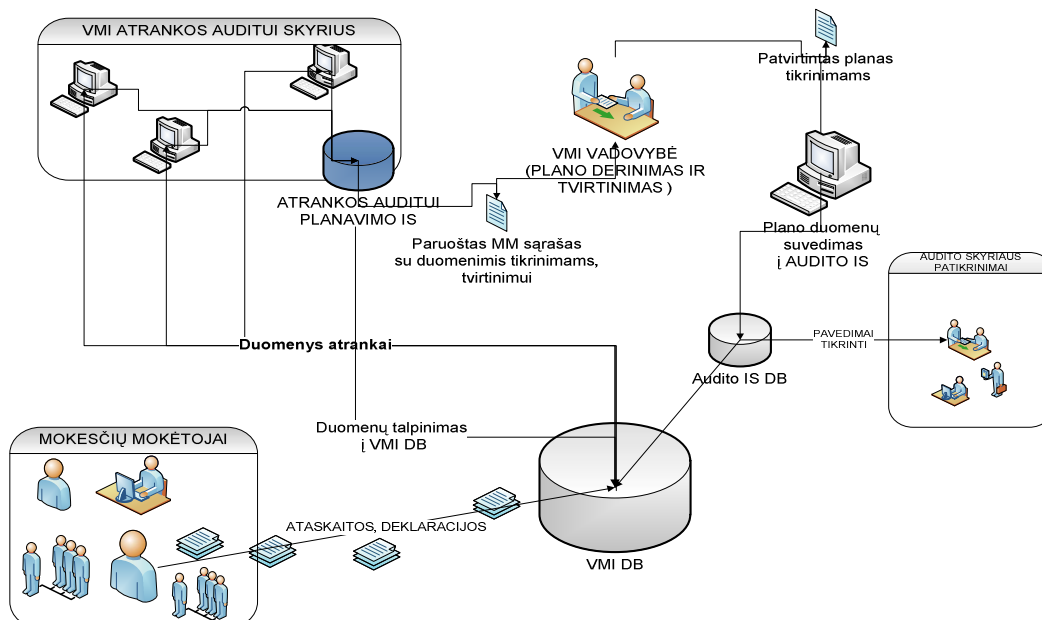 VMI ATRANKOS AUDITUI SKYRIUS
Patvirtintas planas
tikrinimams
VMI VADOVYBĖ
(PLANO DERINIMAS IR
TVIRTINIMAS )
ATRANKOS AUDITUI
PLANAVIMO IS
Paruoštas MM sąrašas
su duomenimis tikrinimams,
tvirtinimui
Plano duomenų
suvedimas
į AUDITO IS
AUDITO SKYRIAUS
PATIKRINIMAI
PAVEDIMAI
TIKRINTI
Duomenys atrankai
Audito IS DB
Duomenų talpinimas
į VMI DB
MOKESČIŲ MOKĖTOJAI
ATASKAITOS, DEKLARACIJOS
VMI DB